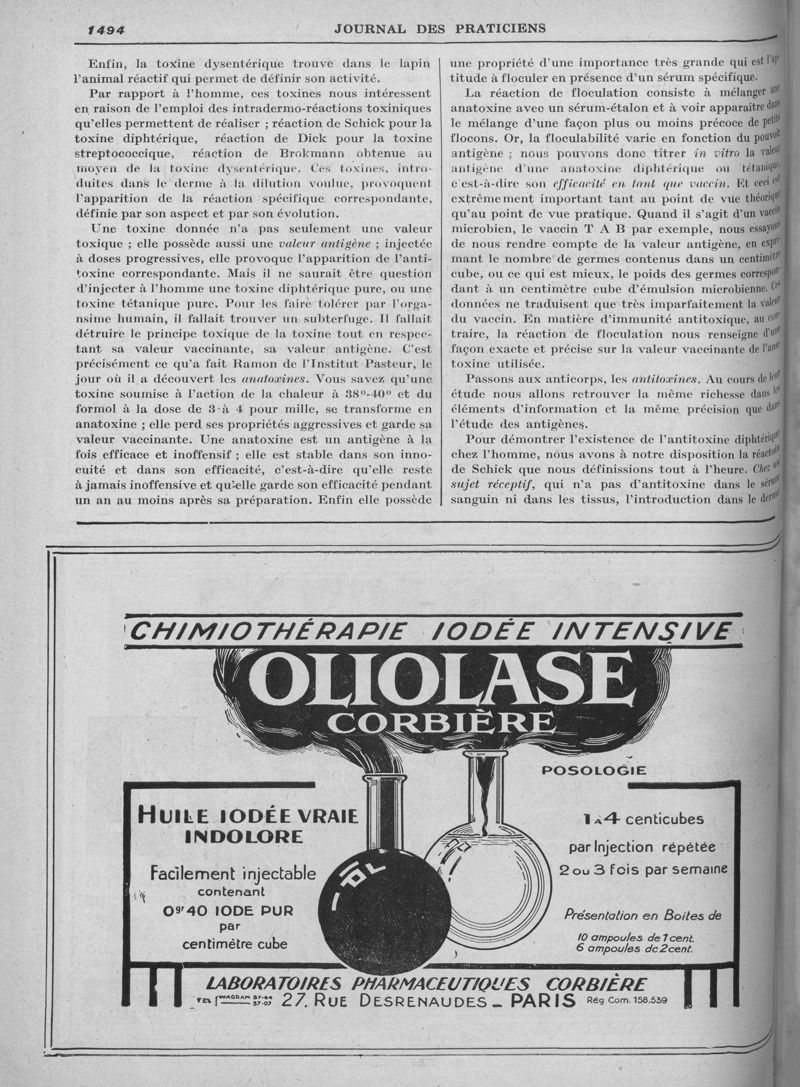 1494
JOURNAL DES PRATICIENS
Enfin, la toxine dysentérique trouve dans le lapin
l'animal réactif qui permet de définir son activité.
Par rapport à l'homme, ces toxines nous intéressent
en raison de l'emploi des intradermo-réactions toxiniques
qu'elles permettent de réaliser ; réaction de Schick pour la
toxine diphtérique, réaction de Dick pour la toxine
streptococcique, réaction de Brokmann obtenue au
moyen de la toxine dysentérique. Ces toxines, intro-
duites dans le derme à la dilution voulue, provoquent
l'apparition de la réaction spécifique correspondante,
définie par son aspect et par son évolution.
Une toxine donnée n'a pas seulement une valeur
toxique ; elle possède aussi une valeur antigène ; injectée
à doses progressives, elle provoque l'apparition de l'anti-
toxine correspondante. Mais il ne saurait être question
d'injecter à l'homme une toxine diphtérique pure, ou une
toxine tétanique pure. Pour les faire tolérer par l'orga-
nsime humain, il fallait trouver un subterfuge. Il fallait
détruire le principe toxique de la toxine tout en respec-
tant sa valeur vaccinante, sa valeur antigène. C'est
précisément ce qu'a fait Ramon de l'Institut Pasteur, le
jour où il a découvert les anatoxines. Vous savez qu'une
toxine soumise à l'action de la chaleur à 38°-40° et du
formol à la dose de 3 à 4 pour mille, se transforme en
anatoxine ; elle perd ses propriétés aggressives et garde sa
valeur vaccinante. Une anatoxine est un antigène à la
fois efficace et inoffensif ; elle est stable dans son inno-
cuité et dans son efficacité, c'est-à-dire qu'elle reste
à jamais inoffensive et qu'elle garde son efficacité pendant
un an au moins après sa préparation. Enfin elle possède
une propriété d'une importance très grande qui est l'ap-
titude à floculer en présence d'un sérum spécifique.
La réaction de floculation consiste à mélanger une
anatoxine avec un sérum-étalon et à voir apparaître dans
le mélange d'une façon plus ou moins précoce de petits
flocons. Or, la floculabilité varie en fonction du pouvoir
antigène ; nous pouvons donc titrer in vitro la valeur
antigène d'une anatoxine diphtérique ou tétanique,
c'est-à-dire son efficacité en tant que vaccin. Et ceci est
extrêmement important tant au point de vue théorique
qu'au point de vue pratique. Quand il s'agit d'un vaccin
microbien, le vaccin T A B par exemple, nous essayons
de nous rendre compte de la valeur antigène, en expri-
mant le nombre de germes contenus dans un centimètre
cube, ou ce qui est mieux, le poids des germes correspon-
dant à un centimètre cube d'émulsion microbienne. Ces
données ne traduisent que très imparfaitement la valeur
du vaccin. En matière d'immunité antitoxique, au con-
traire, la réaction de floculation nous renseigne d'une
façon exacte et précise sur la valeur vaccinante de l'ana-
toxine utilisée.
Passons aux anticorps, les antitoxines. Au cours de leur
étude nous allons retrouver la même richesse dans les
éléments d'information et la même précision que dans
l'étude des antigènes.
Pour démontrer l'existence de l'antitoxine diphtérique
chez l'homme, nous avons à notre disposition la réaction
de Schick que nous définissions tout à l'heure. Chez un
sujet réceptif, qui n'a pas d'antitoxine dans le sérum
sanguin ni dans les tissus, l'introduction dans le derme
CHIMIOTHÉRAPIE IODÉE INTENSIVE
OLIOLASE
CORBIÈRE
POSOLOGIE
HUILE IODÉE VRAIE
INDOLORE
Facilement injectable
contenant
0gr40 IODE PUR
par
centimètre cube
1 A 4 centicubes
par Injection répétée
2 ou 3 fois par semaine
Présentation en Boites de
10 ampoules de 1 cent.
6 ampoules de 2 cent.
LABORATOIRES PHARMACEUTIQUES CORBIÈRE
TEL. WAGRAM 37-64 37-07 27, RUE DESRENAUDES _ PARIS Rég Com. 158.539